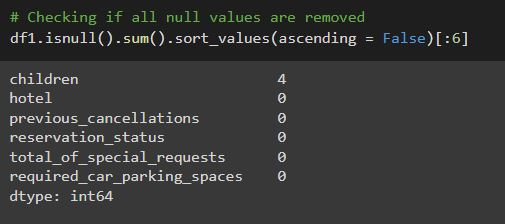 # Checking if all null values are removed
df1.isnull().sum().sort_values(ascending = False)[:6]
children 4
hotel 0
previous_cancellations 0
reservation_status 0
total_of_special_requests 0
required_car_parking_spaces 0
dtype: int64